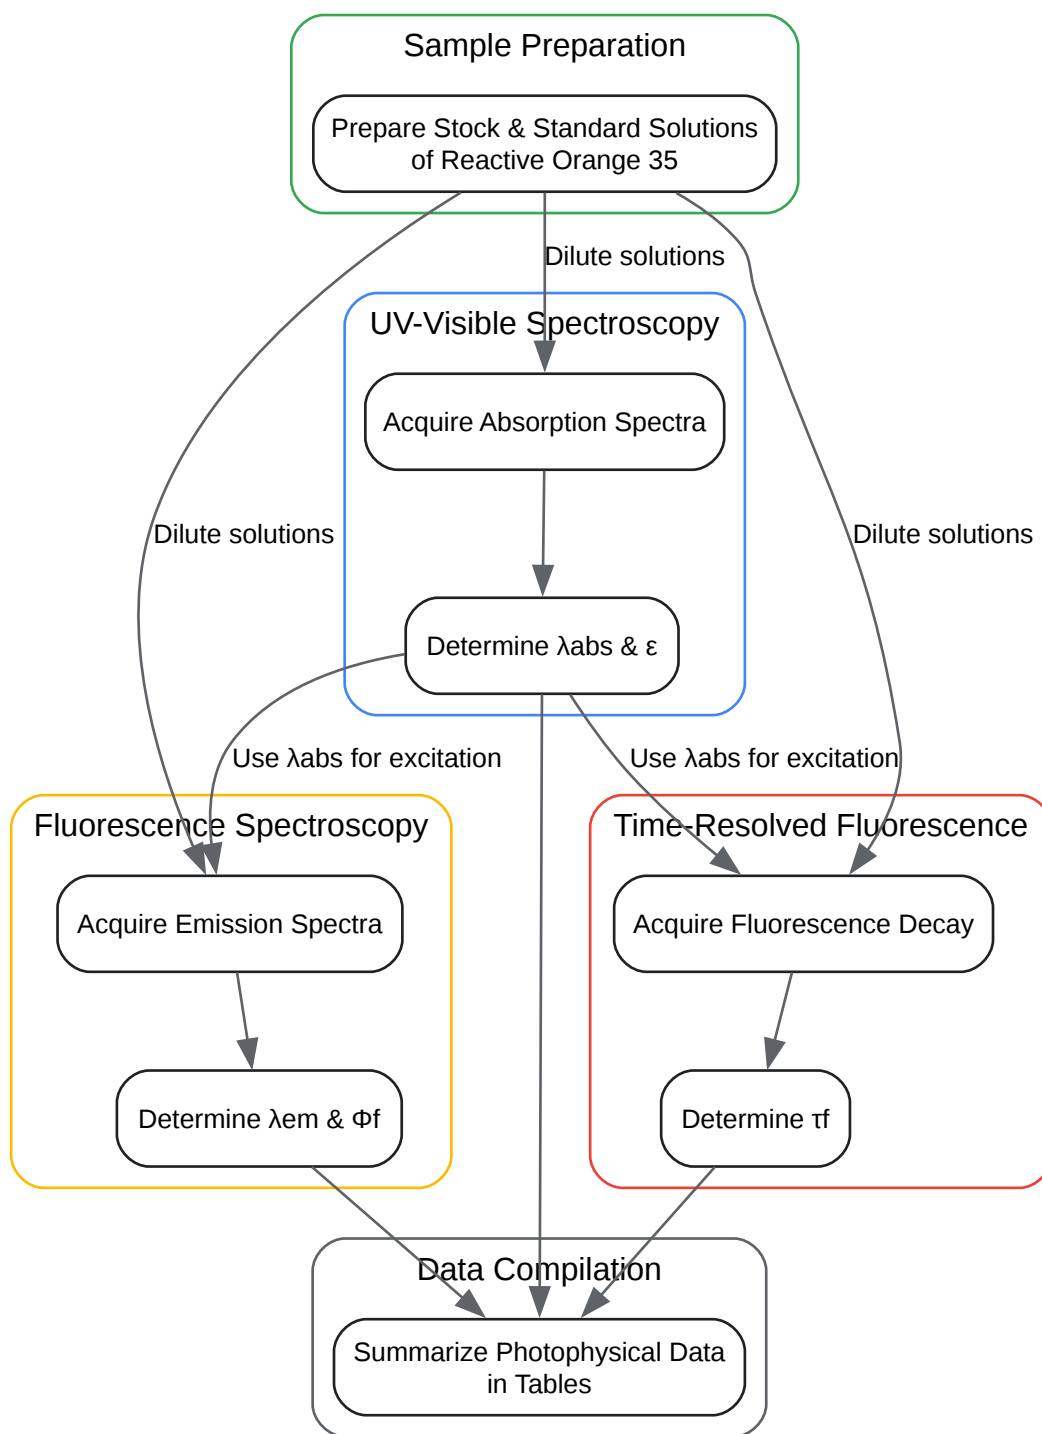 Sample Preparation
Prepare Stock & Standard Solutions
of Reactive Orange 35
Dilute solutions
UV-Visible Spectroscopy
Acquire Absorption Spectra
Dilute solutions
Dilute solutions
Determine λabs & ε
Use λabs for excitation
Use λabs for excitation
Fluorescence Spectroscopy
Time-Resolved Fluorescence
Acquire Emission Spectra
Acquire Fluorescence Decay
Determine λem & Φf
Determine τf
Data Compilation
Summarize Photophysical Data
in Tables